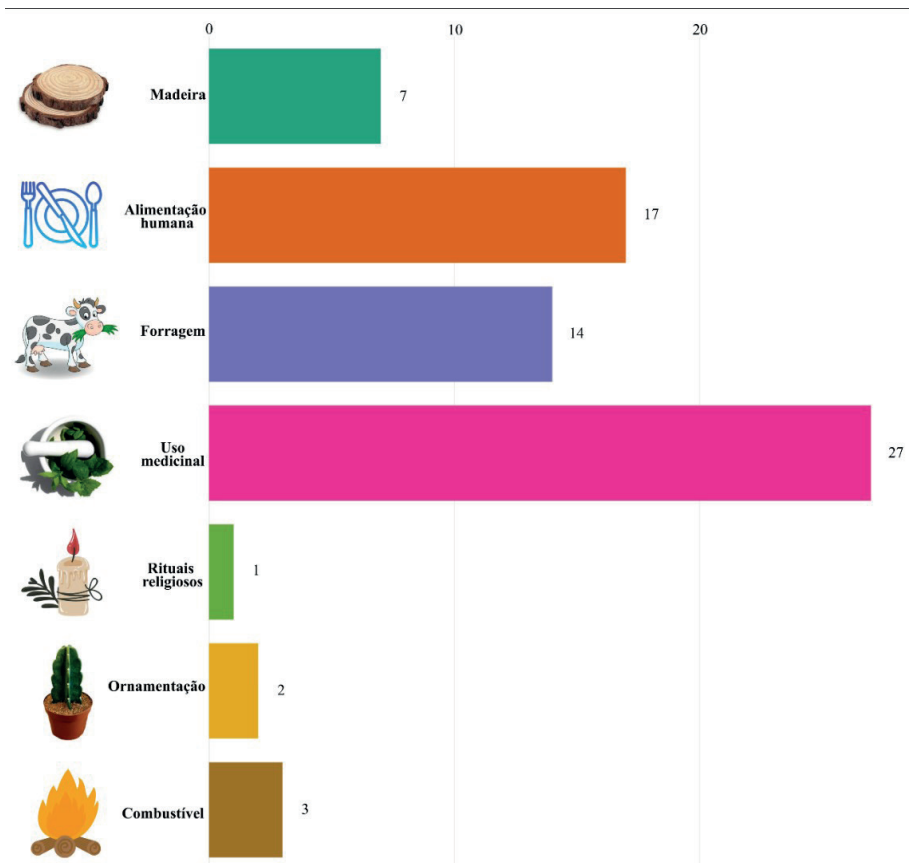 0 10 20
Madeira
7
Alimentação
humana
17
Forragem
14
Uso
medicinal
27
Rituais
religiosos
1
Ornamentação
2
Combustível
3